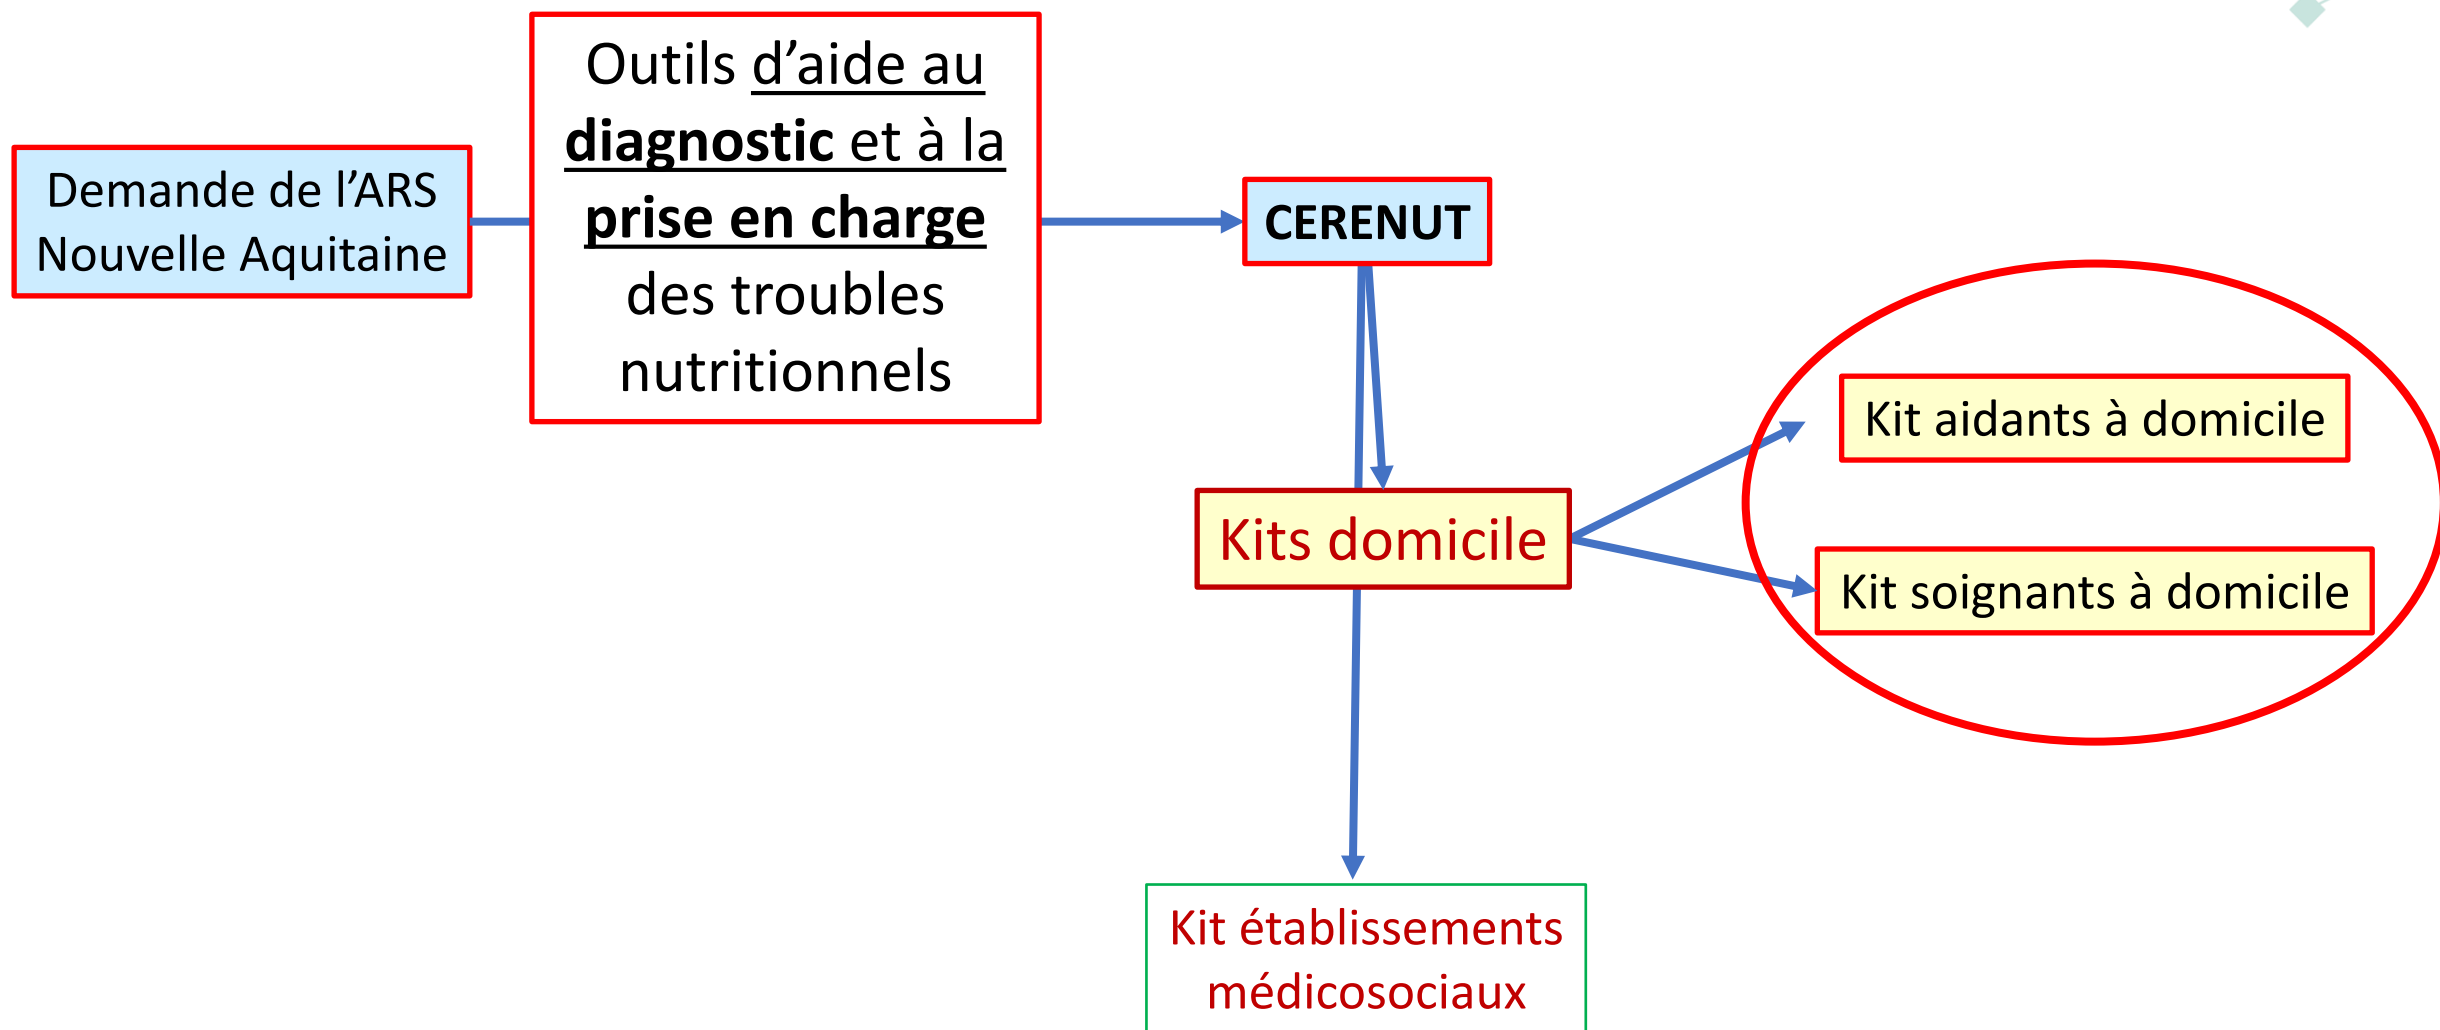 Demande de l’ARS
Nouvelle Aquitaine
Outils d’aide au
diagnostic et à la
prise en charge
des troubles
nutritionnels
CERENUT
Kits domicile
Kit aidants à domicile
Kit soignants à domicile
Kit établissements
médicosociaux